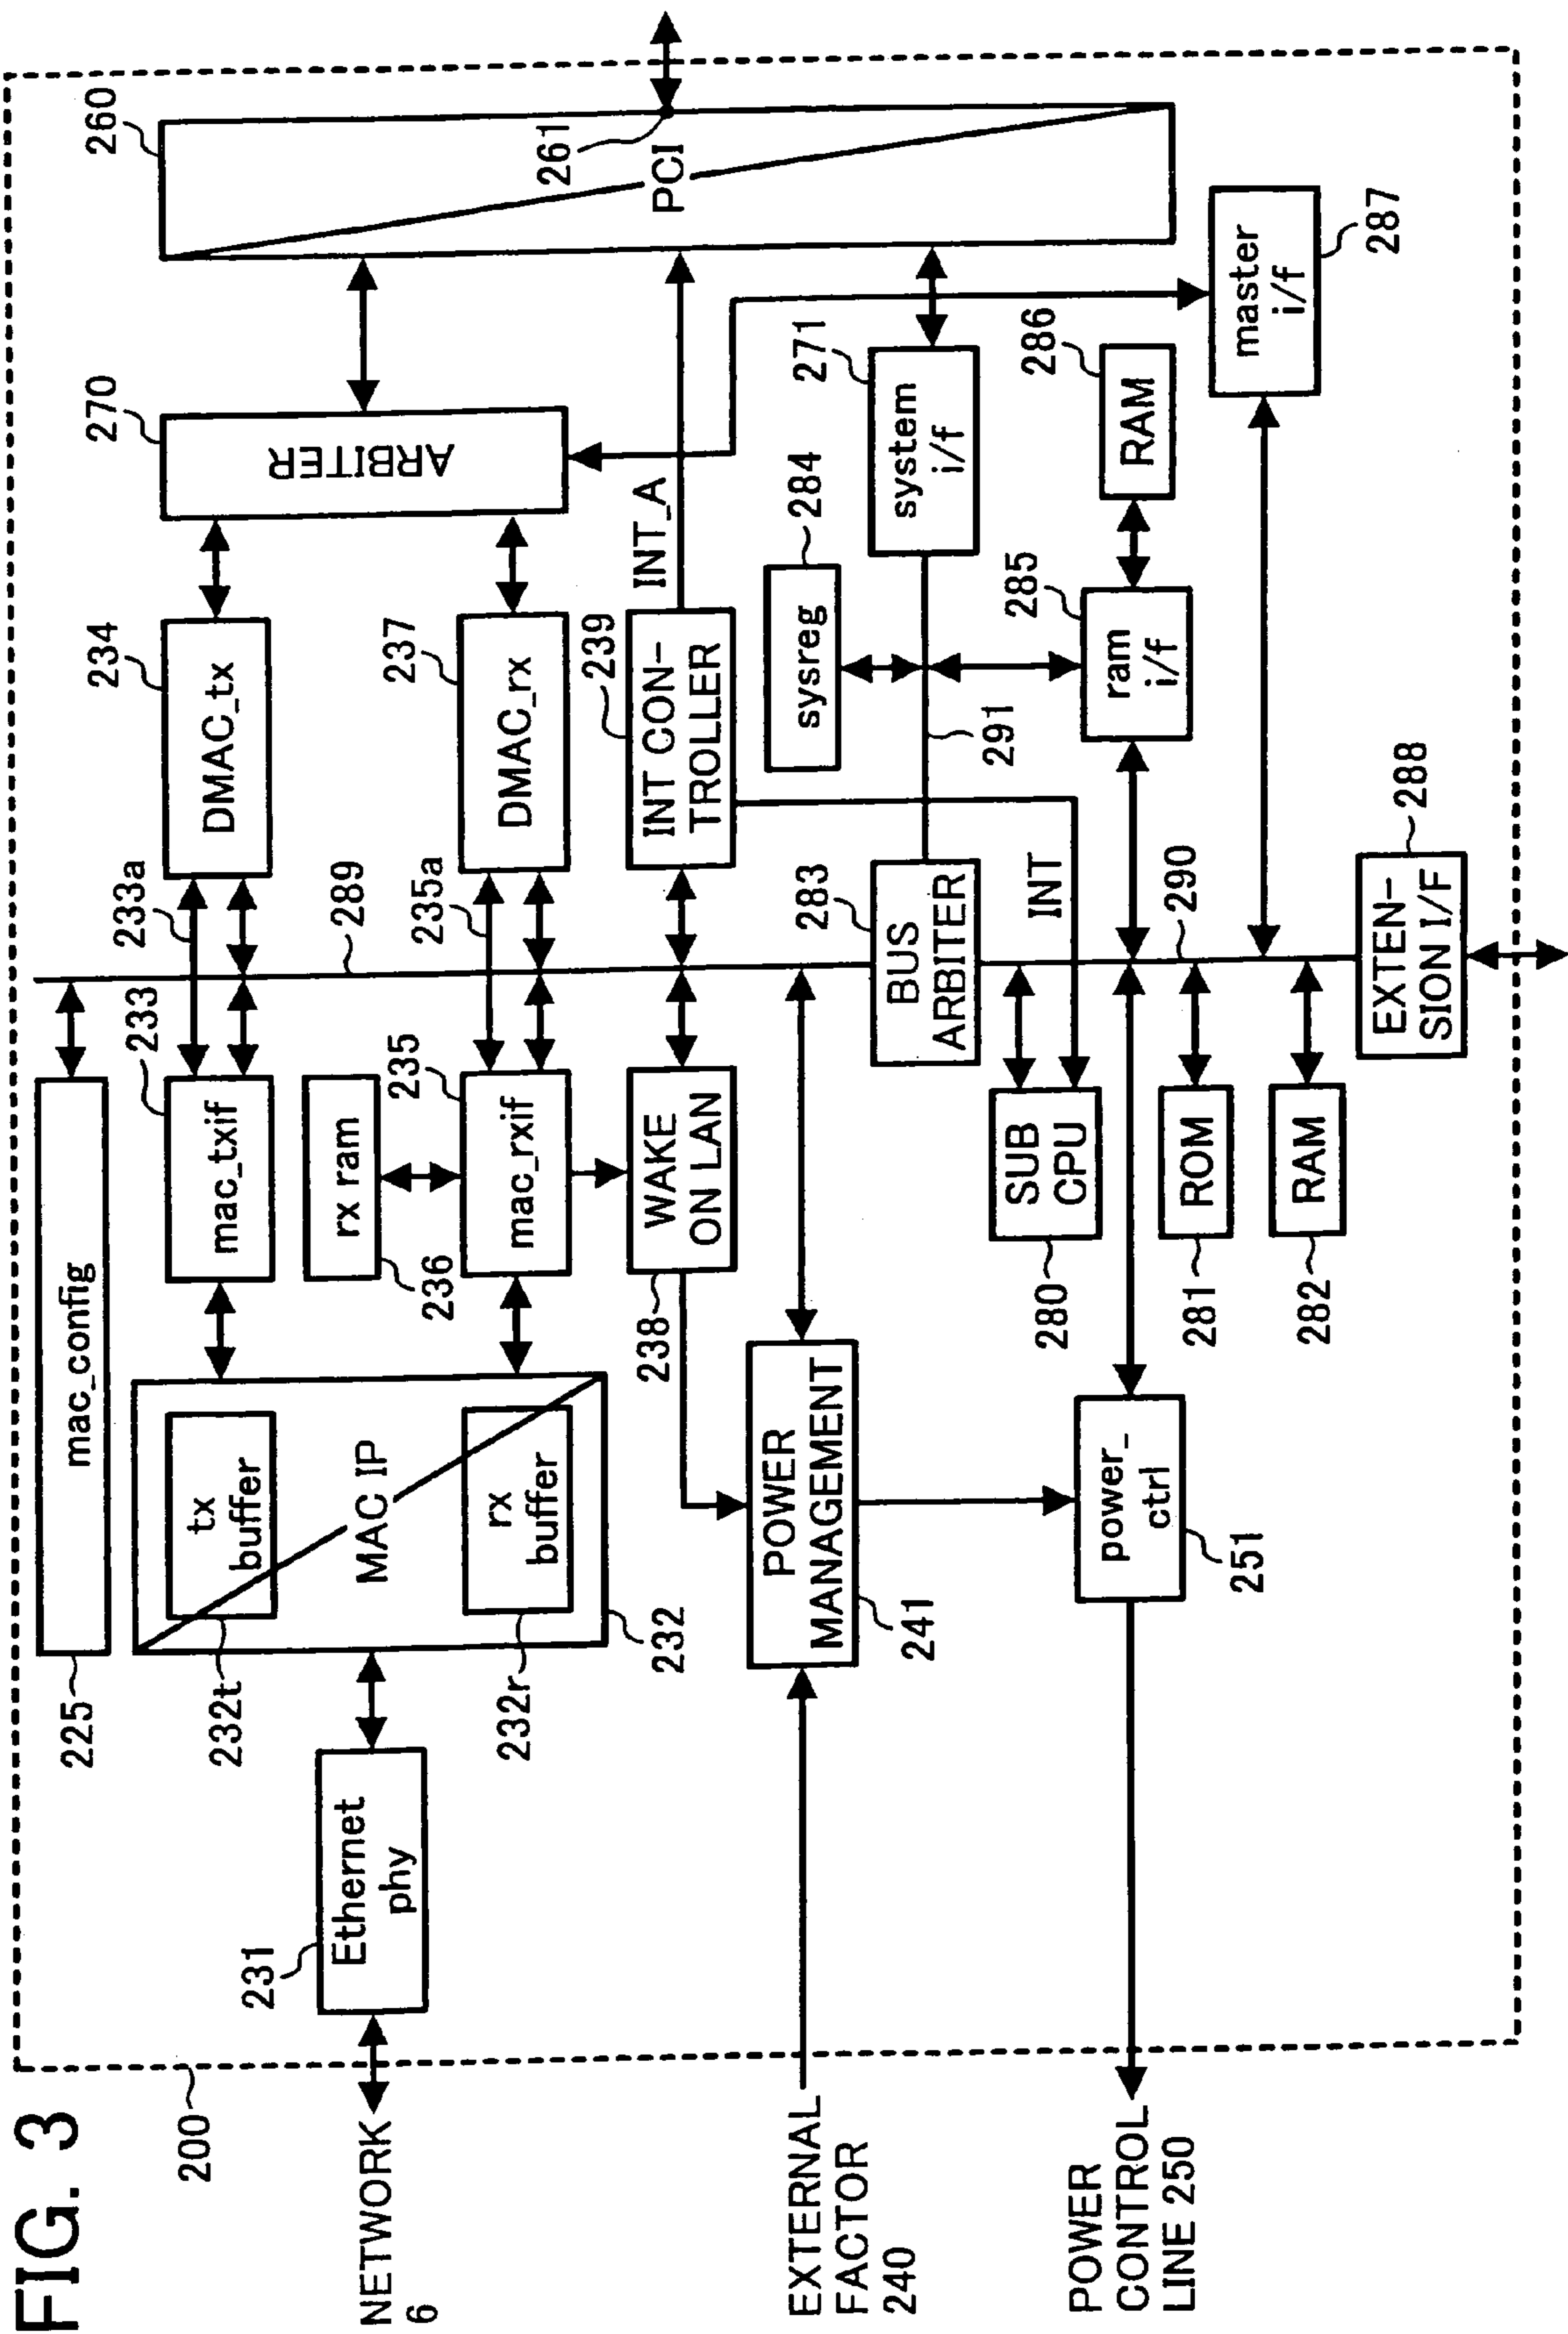 FIG. 3
200
260
270
234
233a
233
225
mac_config
289
DMAC_tx
ARBITER
mac_txif
tx
buffer
232t
MAC IP
rx
buffer
232r
232
231
Ethernet
phy
NETWORK
6
rx ram
236
235
mac_rxif
235a
237
DMAC_rx
261
PCI
INT_A
239
INT CON-
TROLLER
WAKE
ON LAN
238
POWER
MANAGEMENT
241
EXTERNAL
FACTOR
240
284
sysreg
271
system
i/f
291
283
BUS
ARBITER
INT
SUB
CPU
280
285
ram
i/f
286
RAM
287
master
i/f
290
ROM
281
RAM
282
288
EXTEN-
SION I/F
power_
ctrl
251
POWER
CONTROL
LINE 250